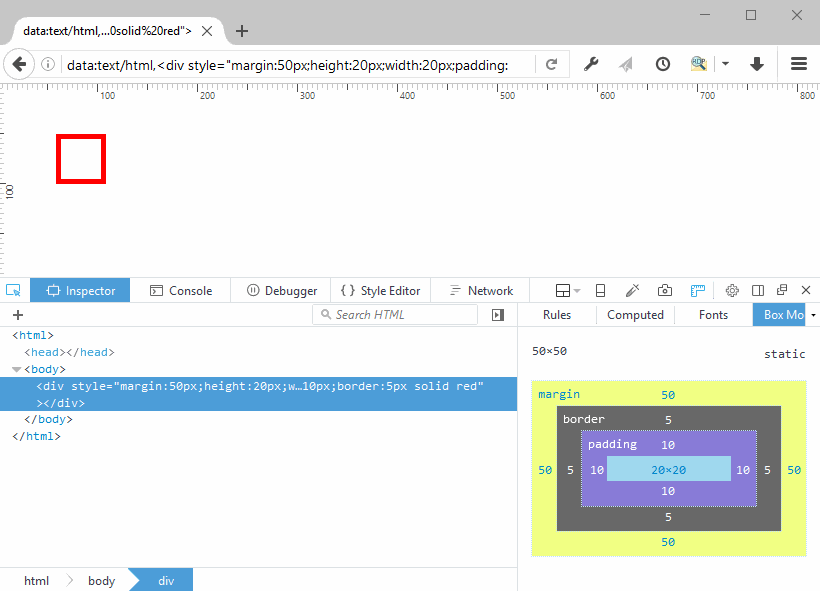 data:text/html,...0solid%20red">
data:text/html,<div style="margin:50px;height:20px;width:20px;padding:
100 200 300 400 500 600 700 800
100
Inspector Console Debugger Style Editor Network
Search HTML
Rules Computed Fonts Box Mo
<html>
<head></head>
<body>
<div style="margin:50px;height:20px;w…10px;border:5px solid red"
></div>
</body>
</html>
50×50 static
margin 50
border 5
padding 10
50 5 10 20×20 10 5 50
10
5
50
html body div